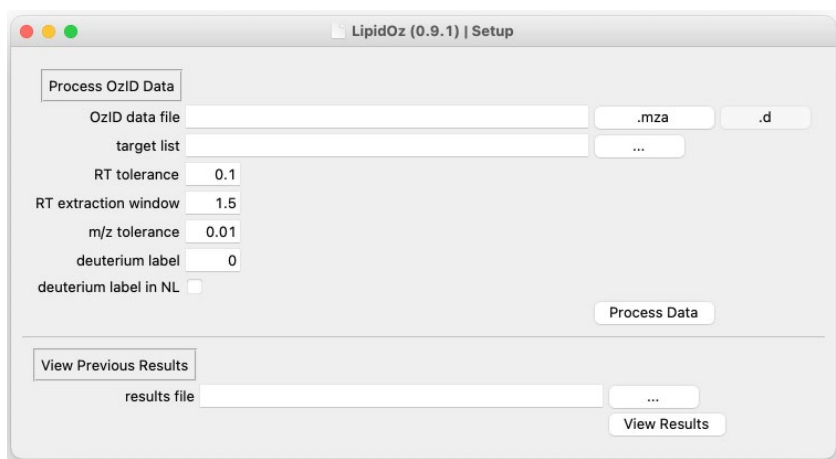 LipidOz (0.9.1) | Setup
Process OzID Data
OzID data file .mza .d
target list ...
RT tolerance 0.1
RT extraction window 1.5
m/z tolerance 0.01
deuterium label 0
deuterium label in NL
Process Data
View Previous Results
results file ...
View Results